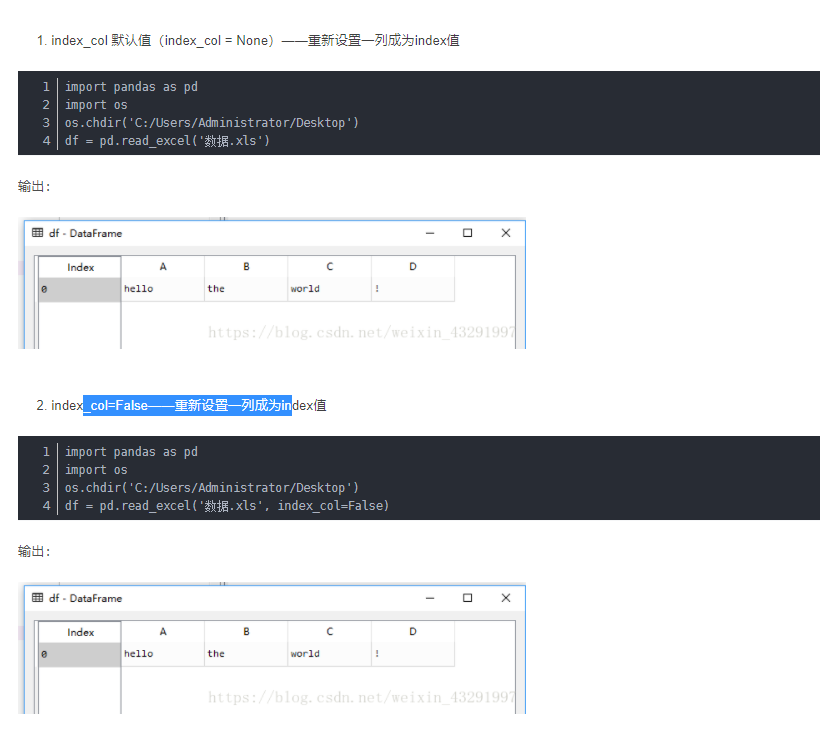 1. index_col 默认值（index_col = None）——重新设置一列成为index值
1 import pandas as pd
2 import os
3 os.chdir('C:/Users/Administrator/Desktop')
4 df = pd.read_excel('数据.xls')
输出：
df - DataFrame
Index A B C D
0 hello the world !
https://blog.csdn.net/weixin_43291997
2. index_col=False——重新设置一列成为index值
1 import pandas as pd
2 import os
3 os.chdir('C:/Users/Administrator/Desktop')
4 df = pd.read_excel('数据.xls', index_col=False)
输出：
df - DataFrame
Index A B C D
0 hello the world !
https://blog.csdn.net/weixin_43291997